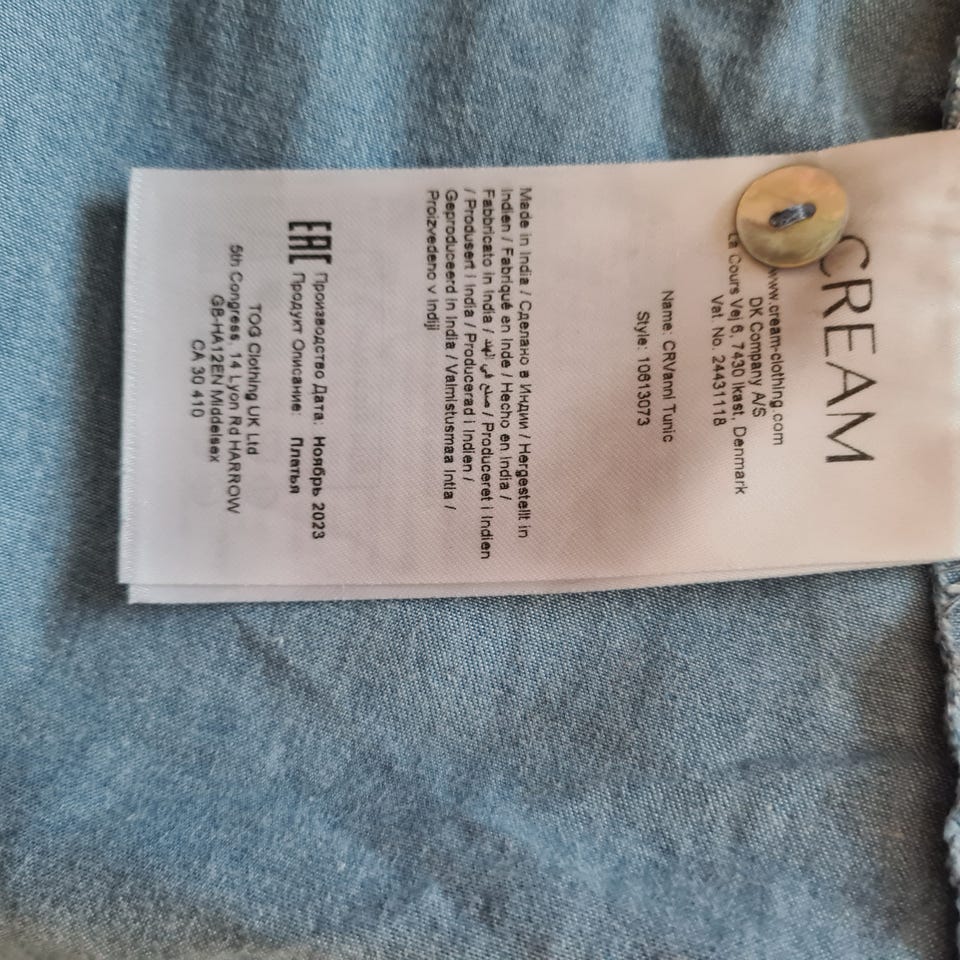 CREAM
www.cream-clothing.com
DK Company A/S
La Cours Vej 6, 7430 Ikast, Denmark
Vat. No. 24431118
Name: CRVanni Tunic
Style: 10613073
Made in India / Сделано в Индии / Hergestellt in
Indien / Fabriqué en Inde / Hecho en India /
Fabbricato in India / صنع في الهند / Produceret i Indien
/ Produsert i India / Producerad i Indien /
Geproduceerd in India / Valmistusmaa Intia /
Proizvedeno v Indiji
EAC
Производство Дата: Ноябрь 2023
Продукт Описание: Платья
TOG Clothing UK Ltd
5th Congress, 14 Lyon Rd HARROW
GB-HA12EN Middelsex
CA 30 410